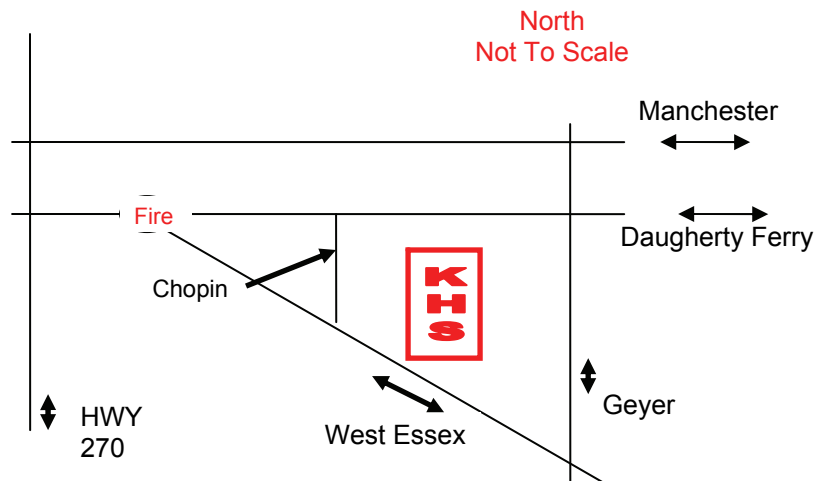 North
Not To Scale
Manchester
Fire
Daugherty Ferry
Chopin
K
H
S
Geyer
HWY
270
West Essex